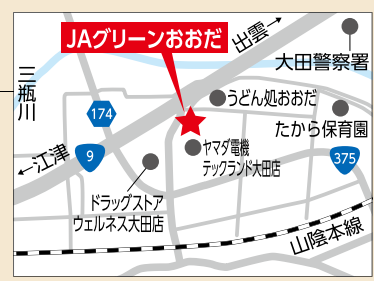 JAグリーンおおだ
出雲→
大田警察署
三瓶川
うどん処おおだ
174
たから保育園
←江津
9
ヤマダ電機
テックランド大田店
375
ドラッグストア
ウェルネス大田店
山陰本線